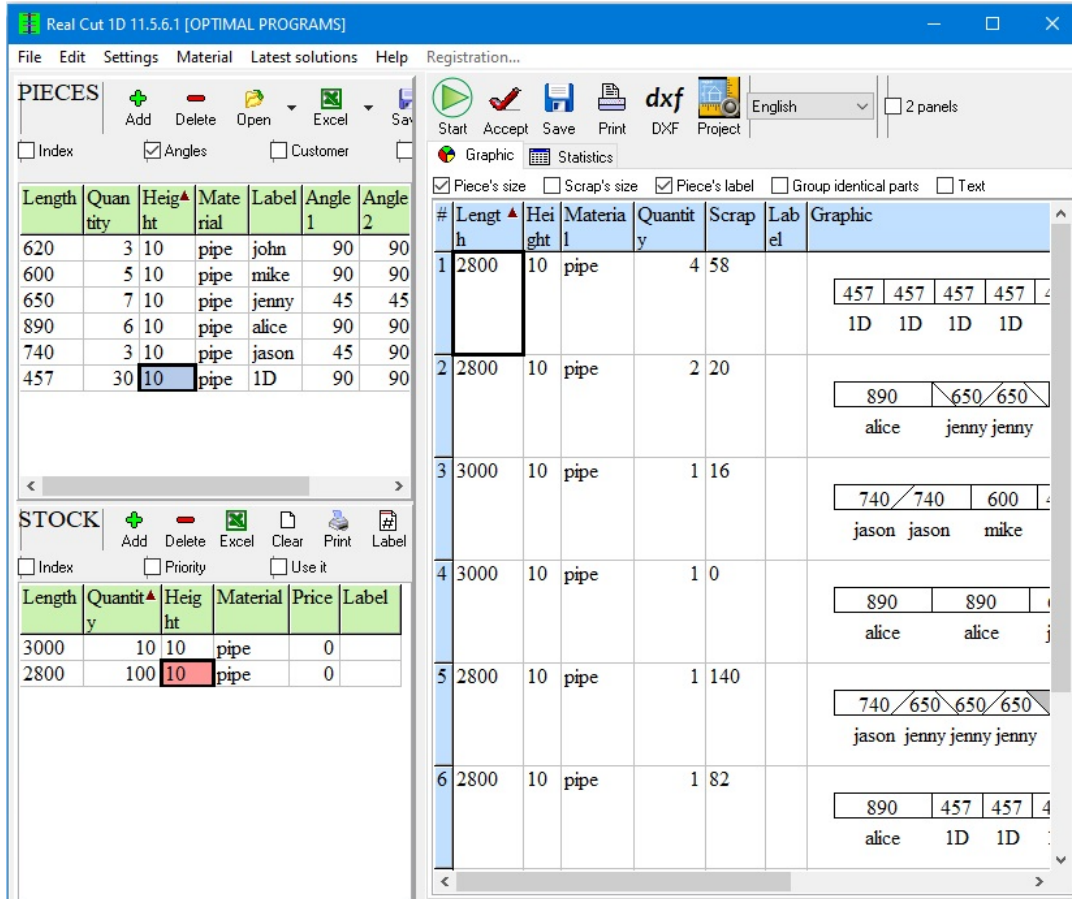 Real Cut 1D 11.5.6.1 [OPTIMAL PROGRAMS]
File Edit Settings Material Latest solutions Help Registration...
PIECES
Add Delete Open Excel
Index Angles Customer
Length Quantity Height Material Label Angle 1 Angle 2
620 3 10 pipe john 90 90
600 5 10 pipe mike 90 90
650 7 10 pipe jenny 45 45
890 6 10 pipe alice 90 90
740 3 10 pipe jason 45 90
457 30 10 pipe 1D 90 90
STOCK
Add Delete Excel Clear Print Label
Index Priority Use it
Length Quantity Height Material Price Label
3000 10 10 pipe 0
2800 100 10 pipe 0
Start Accept Save Print DXF Project English 2 panels
dxf
Graphic Statistics
Piece's size Scrap's size Piece's label Group identical parts Text
# Length Height Material Quantity Scrap Label Graphic
1 2800 10 pipe 4 58
457 457 457 457
1D 1D 1D 1D
2 2800 10 pipe 2 20
890 650 650
alice jenny jenny
3 3000 10 pipe 1 16
740 740 600
jason jason mike
4 3000 10 pipe 1 0
890 890
alice alice
5 2800 10 pipe 1 140
740 650 650 650
jason jenny jenny jenny
6 2800 10 pipe 1 82
890 457 457
alice 1D 1D